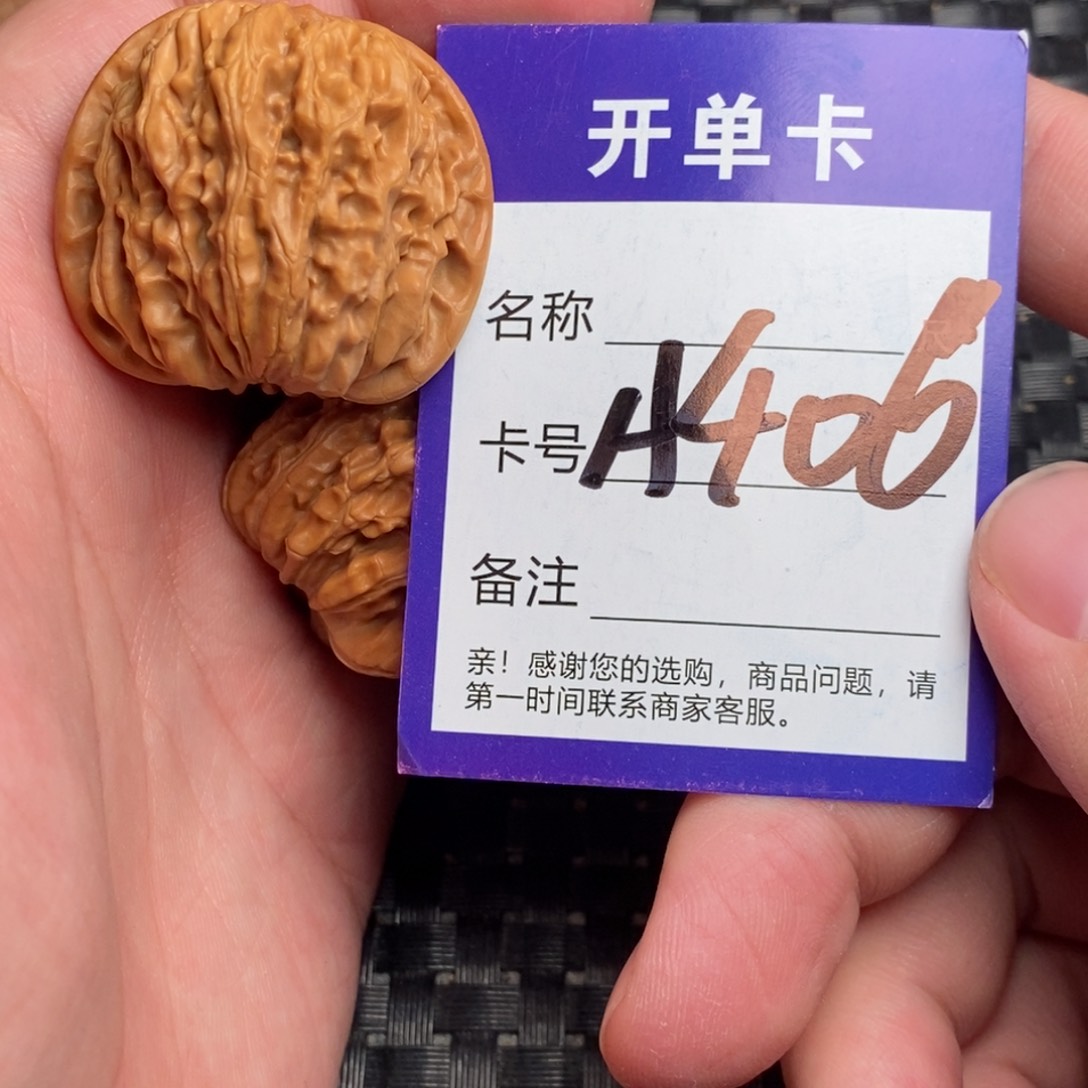 开单卡
名称
卡号 H406
备注
亲！感谢您的选购，商品问题，请
第一时间联系商家客服。